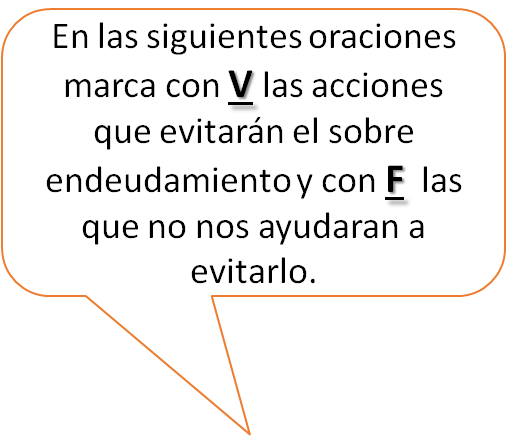 En las siguientes oraciones
marca con V las acciones
que evitarán el sobre
endeudamiento y con F las
que no nos ayudaran a
evitarlo.